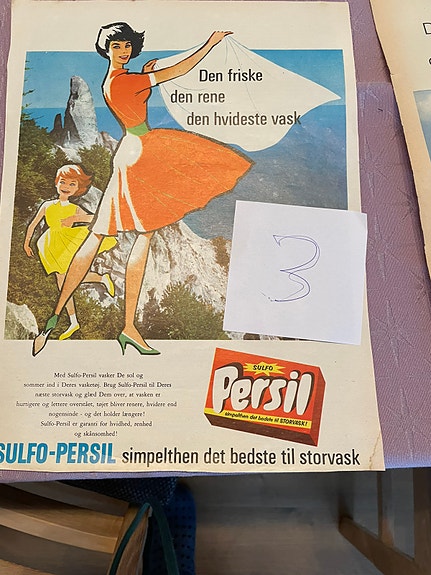 Den friske
den rene
den hvideste vask
3
Med Sulfo-Persil vasker De sol og
sommer ind i Deres vasketøj. Brug Sulfo-Persil til Deres
næste storvask og glæd Dem over, at vasken er
hurtigere og lettere overstået, tøjet bliver renere, hvidere end
nogensinde - og det holder længere!
Sulfo-Persil er garanti for hvidhed, renhed
og skånsomhed!
SULFO
Persil
simpelthen det bedste til STORVASK!
SULFO-PERSIL simpelthen det bedste til storvask
D